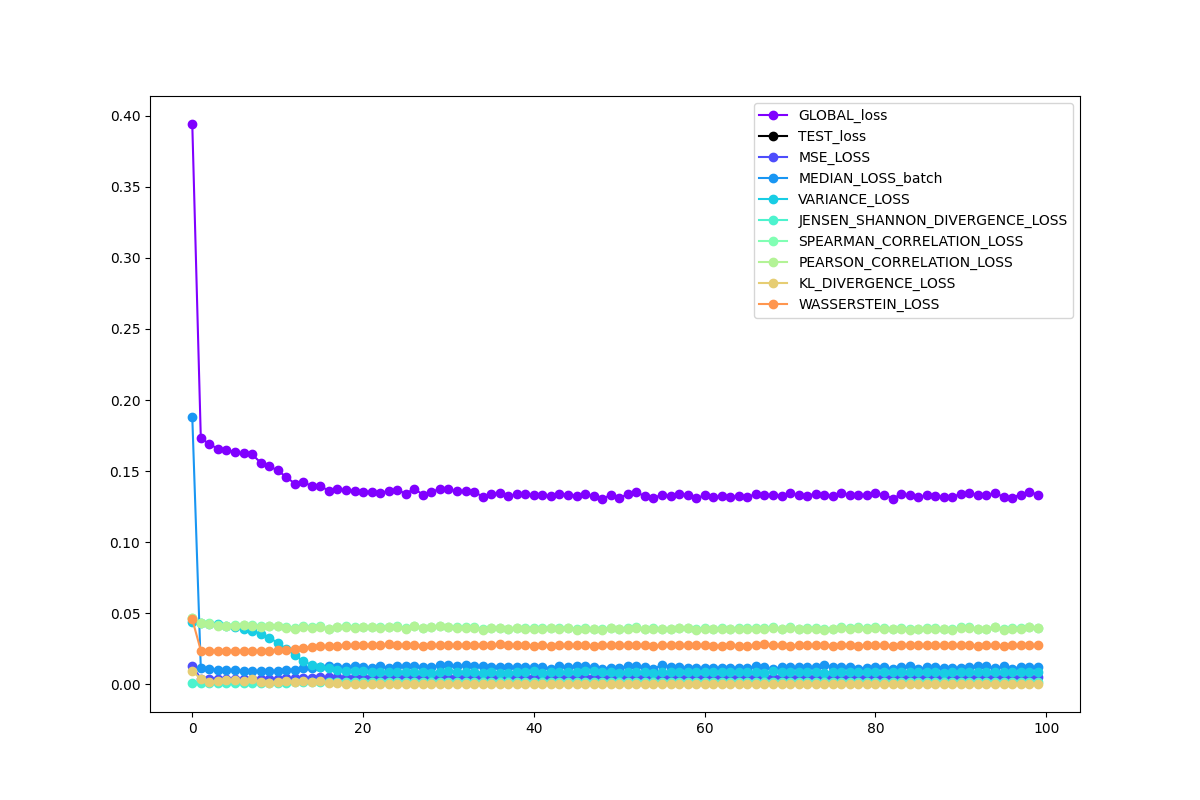 0.40
0.35
0.30
0.25
0.20
0.15
0.10
0.05
0.00
0 20 40 60 80 100
GLOBAL_loss
TEST_loss
MSE_LOSS
MEDIAN_LOSS_batch
VARIANCE_LOSS
JENSEN_SHANNON_DIVERGENCE_LOSS
SPEARMAN_CORRELATION_LOSS
PEARSON_CORRELATION_LOSS
KL_DIVERGENCE_LOSS
WASSERSTEIN_LOSS